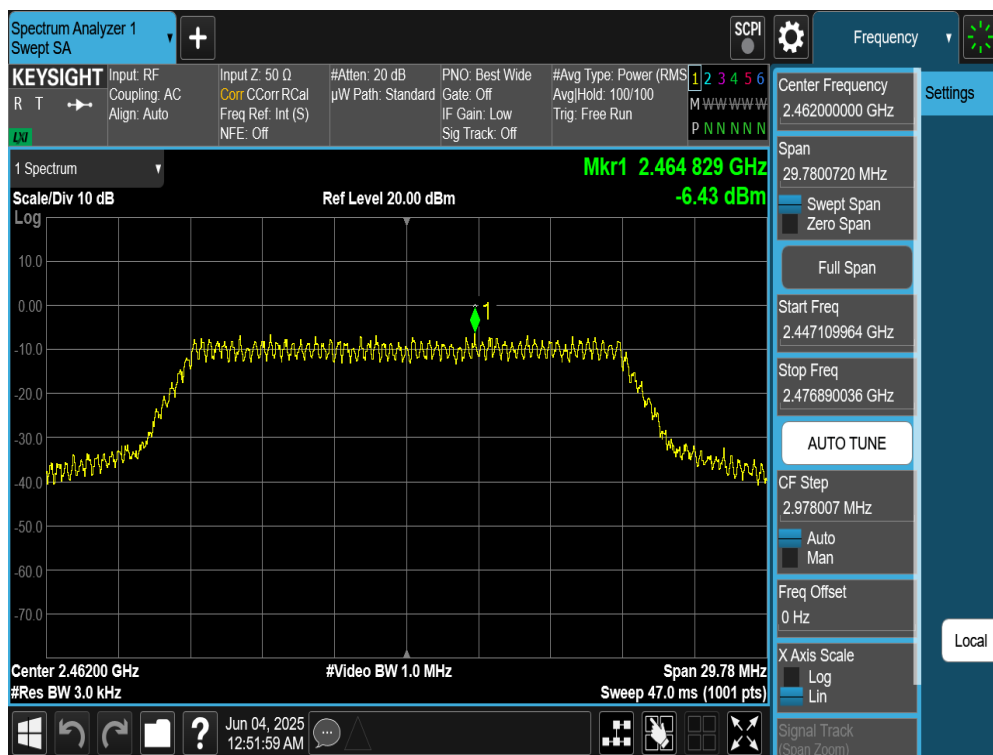 Spectrum Analyzer 1
Swept SA
+
SCPI
Frequency
KEYSIGHT
R T
LXI
Input: RF
Coupling: AC
Align: Auto
Input Z: 50 Ω
Corr CCorr RCal
Freq Ref: Int (S)
NFE: Off
#Atten: 20 dB
µW Path: Standard
PNO: Best Wide
Gate: Off
IF Gain: Low
Sig Track: Off
#Avg Type: Power (RMS
Avg|Hold: 100/100
Trig: Free Run
1 2 3 4 5 6
M W W W W W
P N N N N N
1 Spectrum
Mkr1 2.464 829 GHz
-6.43 dBm
Scale/Div 10 dB
Ref Level 20.00 dBm
Log
10.0
0.00
-10.0
-20.0
-30.0
-40.0
-50.0
-60.0
-70.0
1
Center 2.46200 GHz
#Video BW 1.0 MHz
Span 29.78 MHz
#Res BW 3.0 kHz
Sweep 47.0 ms (1001 pts)
Center Frequency
2.462000000 GHz
Span
29.7800720 MHz
Swept Span
Zero Span
Full Span
Start Freq
2.447109964 GHz
Stop Freq
2.476890036 GHz
AUTO TUNE
CF Step
2.978007 MHz
Auto
Man
Freq Offset
0 Hz
X Axis Scale
Log
Lin
Signal Track
(Span Zoom)
Settings
Local
?
Jun 04, 2025
12:51:59 AM